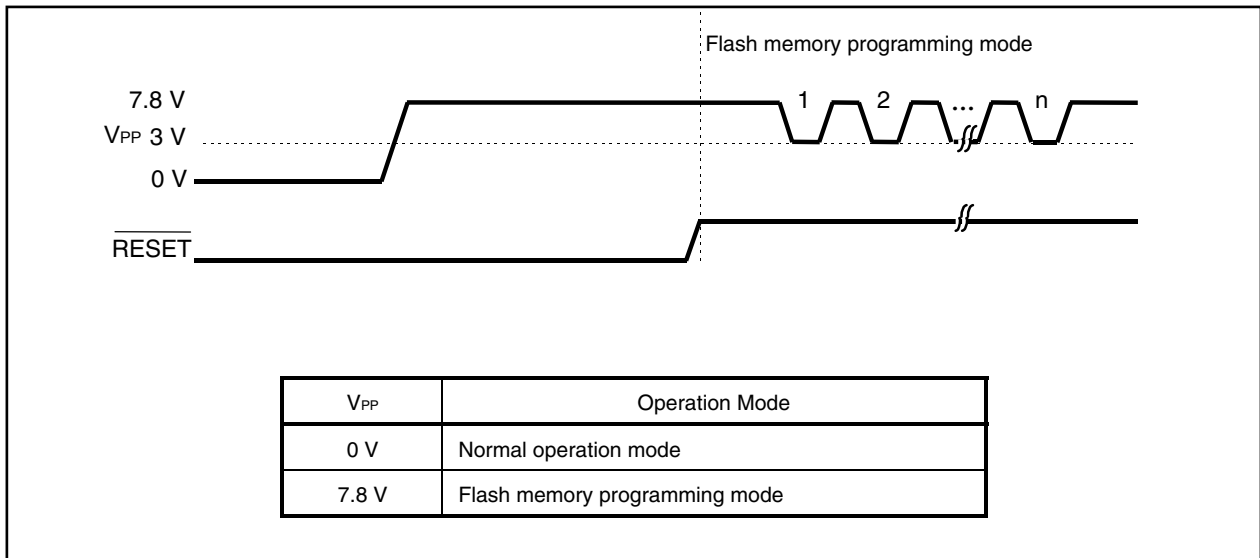 Flash memory programming mode
7.8 V
1 2 ... n
VPP 3 V
0 V
RESET
VPP Operation Mode
0 V Normal operation mode
7.8 V Flash memory programming mode